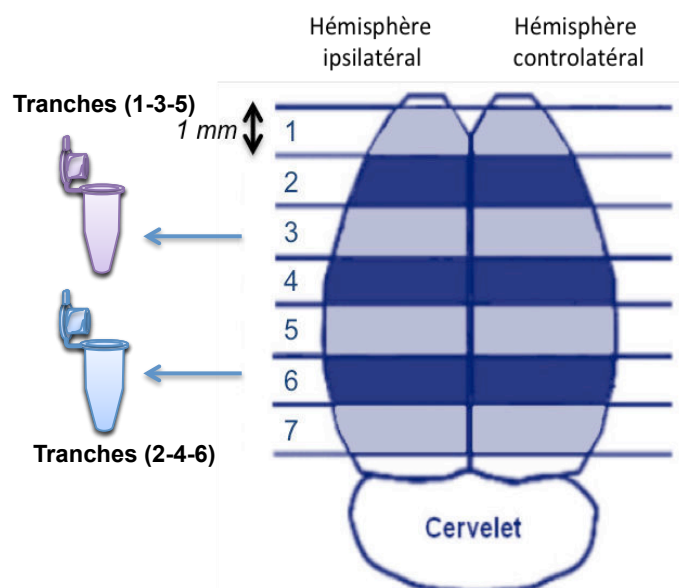 Hémisphère
ipsilatéral
Hémisphère
controlatéral
Tranches (1-3-5)
1 mm
1
2
3
4
5
6
7
Tranches (2-4-6)
Cervelet